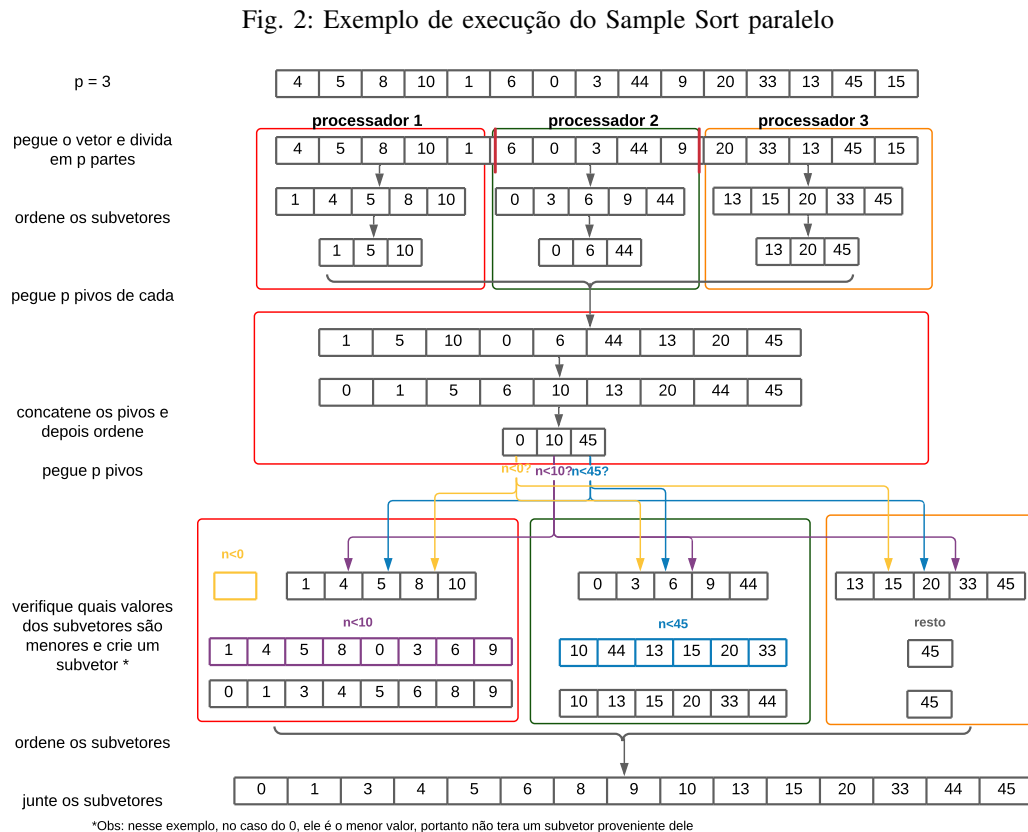 Fig. 2: Exemplo de execução do Sample Sort paralelo
p = 3
4 5 8 10 1 6 0 3 44 9 20 33 13 45 15
processador 1 processador 2 processador 3
pegue o vetor e divida
em p partes
4 5 8 10 1 6 0 3 44 9 20 33 13 45 15
ordene os subvetores
1 4 5 8 10 0 3 6 9 44 13 15 20 33 45
1 5 10 0 6 44 13 20 45
pegue p pivos de cada
1 5 10 0 6 44 13 20 45
0 1 5 6 10 13 20 44 45
concatene os pivos e
depois ordene
0 10 45
pegue p pivos
n<0? n<10? n<45?
n<0
1 4 5 8 10 0 3 6 9 44 13 15 20 33 45
verifique quais valores
dos subvetores são
menores e crie um
subvetor *
n<10 n<45 resto
1 4 5 8 0 3 6 9 10 44 13 15 20 33 45
0 1 3 4 5 6 8 9 10 13 15 20 33 44 45
ordene os subvetores
0 1 3 4 5 6 8 9 10 13 15 20 33 44 45
junte os subvetores
*Obs: nesse exemplo, no caso do 0, ele é o menor valor, portanto não tera um subvetor proveniente dele